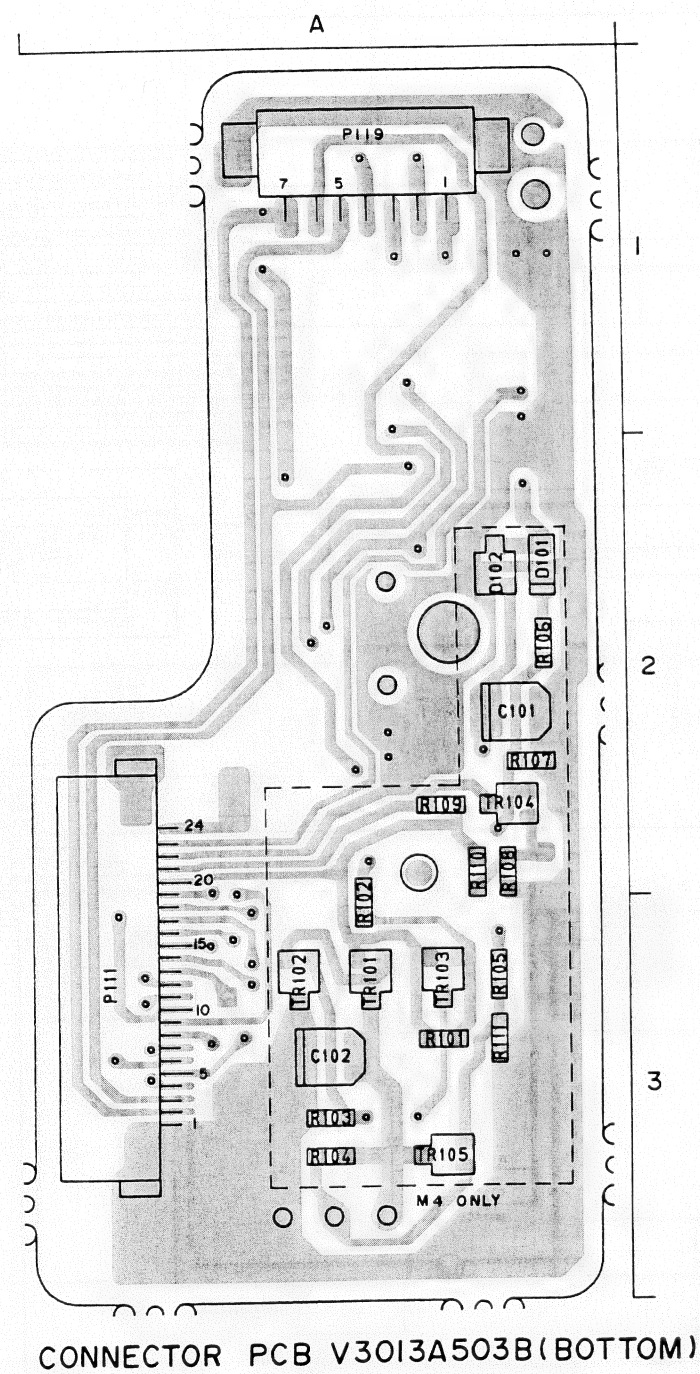 A
P119
7 5 1
1
D102
D101
R106
2
C101
R107
R109
TR104
24
R110
R108
20
R102
15
TR102
TR101
TR103
R105
P111
10
R101
R111
C102
5
3
R103
1
R104
TR105
M4 ONLY
CONNECTOR PCB V3013A503B(BOTTOM)